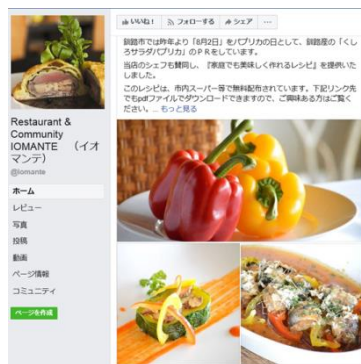 いいね！ フォローする シェア ...
釧路市では昨年より「8月2日」をパプリカの日として、釧路産の「くし
ろサラダパプリカ」のＰＲをしています。
当店のシェフも賛同し、『家庭でも美味しく作れるレシピ』を提供いた
しました。
このレシピは、市内スーパー等で無料配布されています。下記リンク先
でもpdfファイルでダウンロードできますので、ご興味ある方はご覧く
ださい。... もっと見る
Restaurant &
Community
IOMANTE （イオ
マンテ）
@iomante
ホーム
レビュー
写真
投稿
動画
ページ情報
コミュニティ
ページを作成